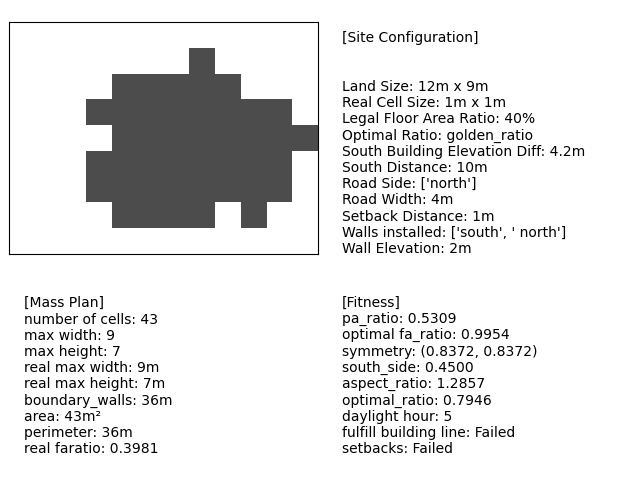 [Site Configuration]
Land Size: 12m x 9m
Real Cell Size: 1m x 1m
Legal Floor Area Ratio: 40%
Optimal Ratio: golden_ratio
South Building Elevation Diff: 4.2m
South Distance: 10m
Road Side: ['north']
Road Width: 4m
Setback Distance: 1m
Walls installed: ['south', ' north']
Wall Elevation: 2m
[Mass Plan]
number of cells: 43
max width: 9
max height: 7
real max width: 9m
real max height: 7m
boundary_walls: 36m
area: 43m²
perimeter: 36m
real faratio: 0.3981
[Fitness]
pa_ratio: 0.5309
optimal fa_ratio: 0.9954
symmetry: (0.8372, 0.8372)
south_side: 0.4500
aspect_ratio: 1.2857
optimal_ratio: 0.7946
daylight hour: 5
fulfill building line: Failed
setbacks: Failed